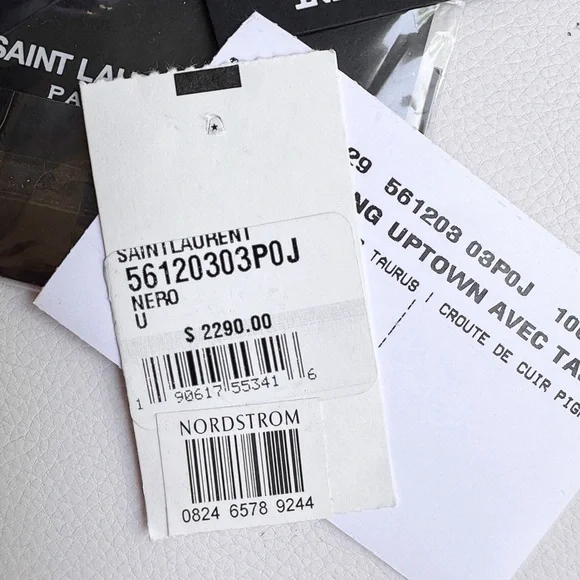 SAINT LAU
PA
SAINTLAURENT
56120303P0J
NERO
U
$ 2290.00
1 90617 55341 6
NORDSTROM
0824 6578 9244
29 561203 03P0J 100
NG UPTOWN AVEC TA
TAURUS | CROUTE DE CUIR PIG